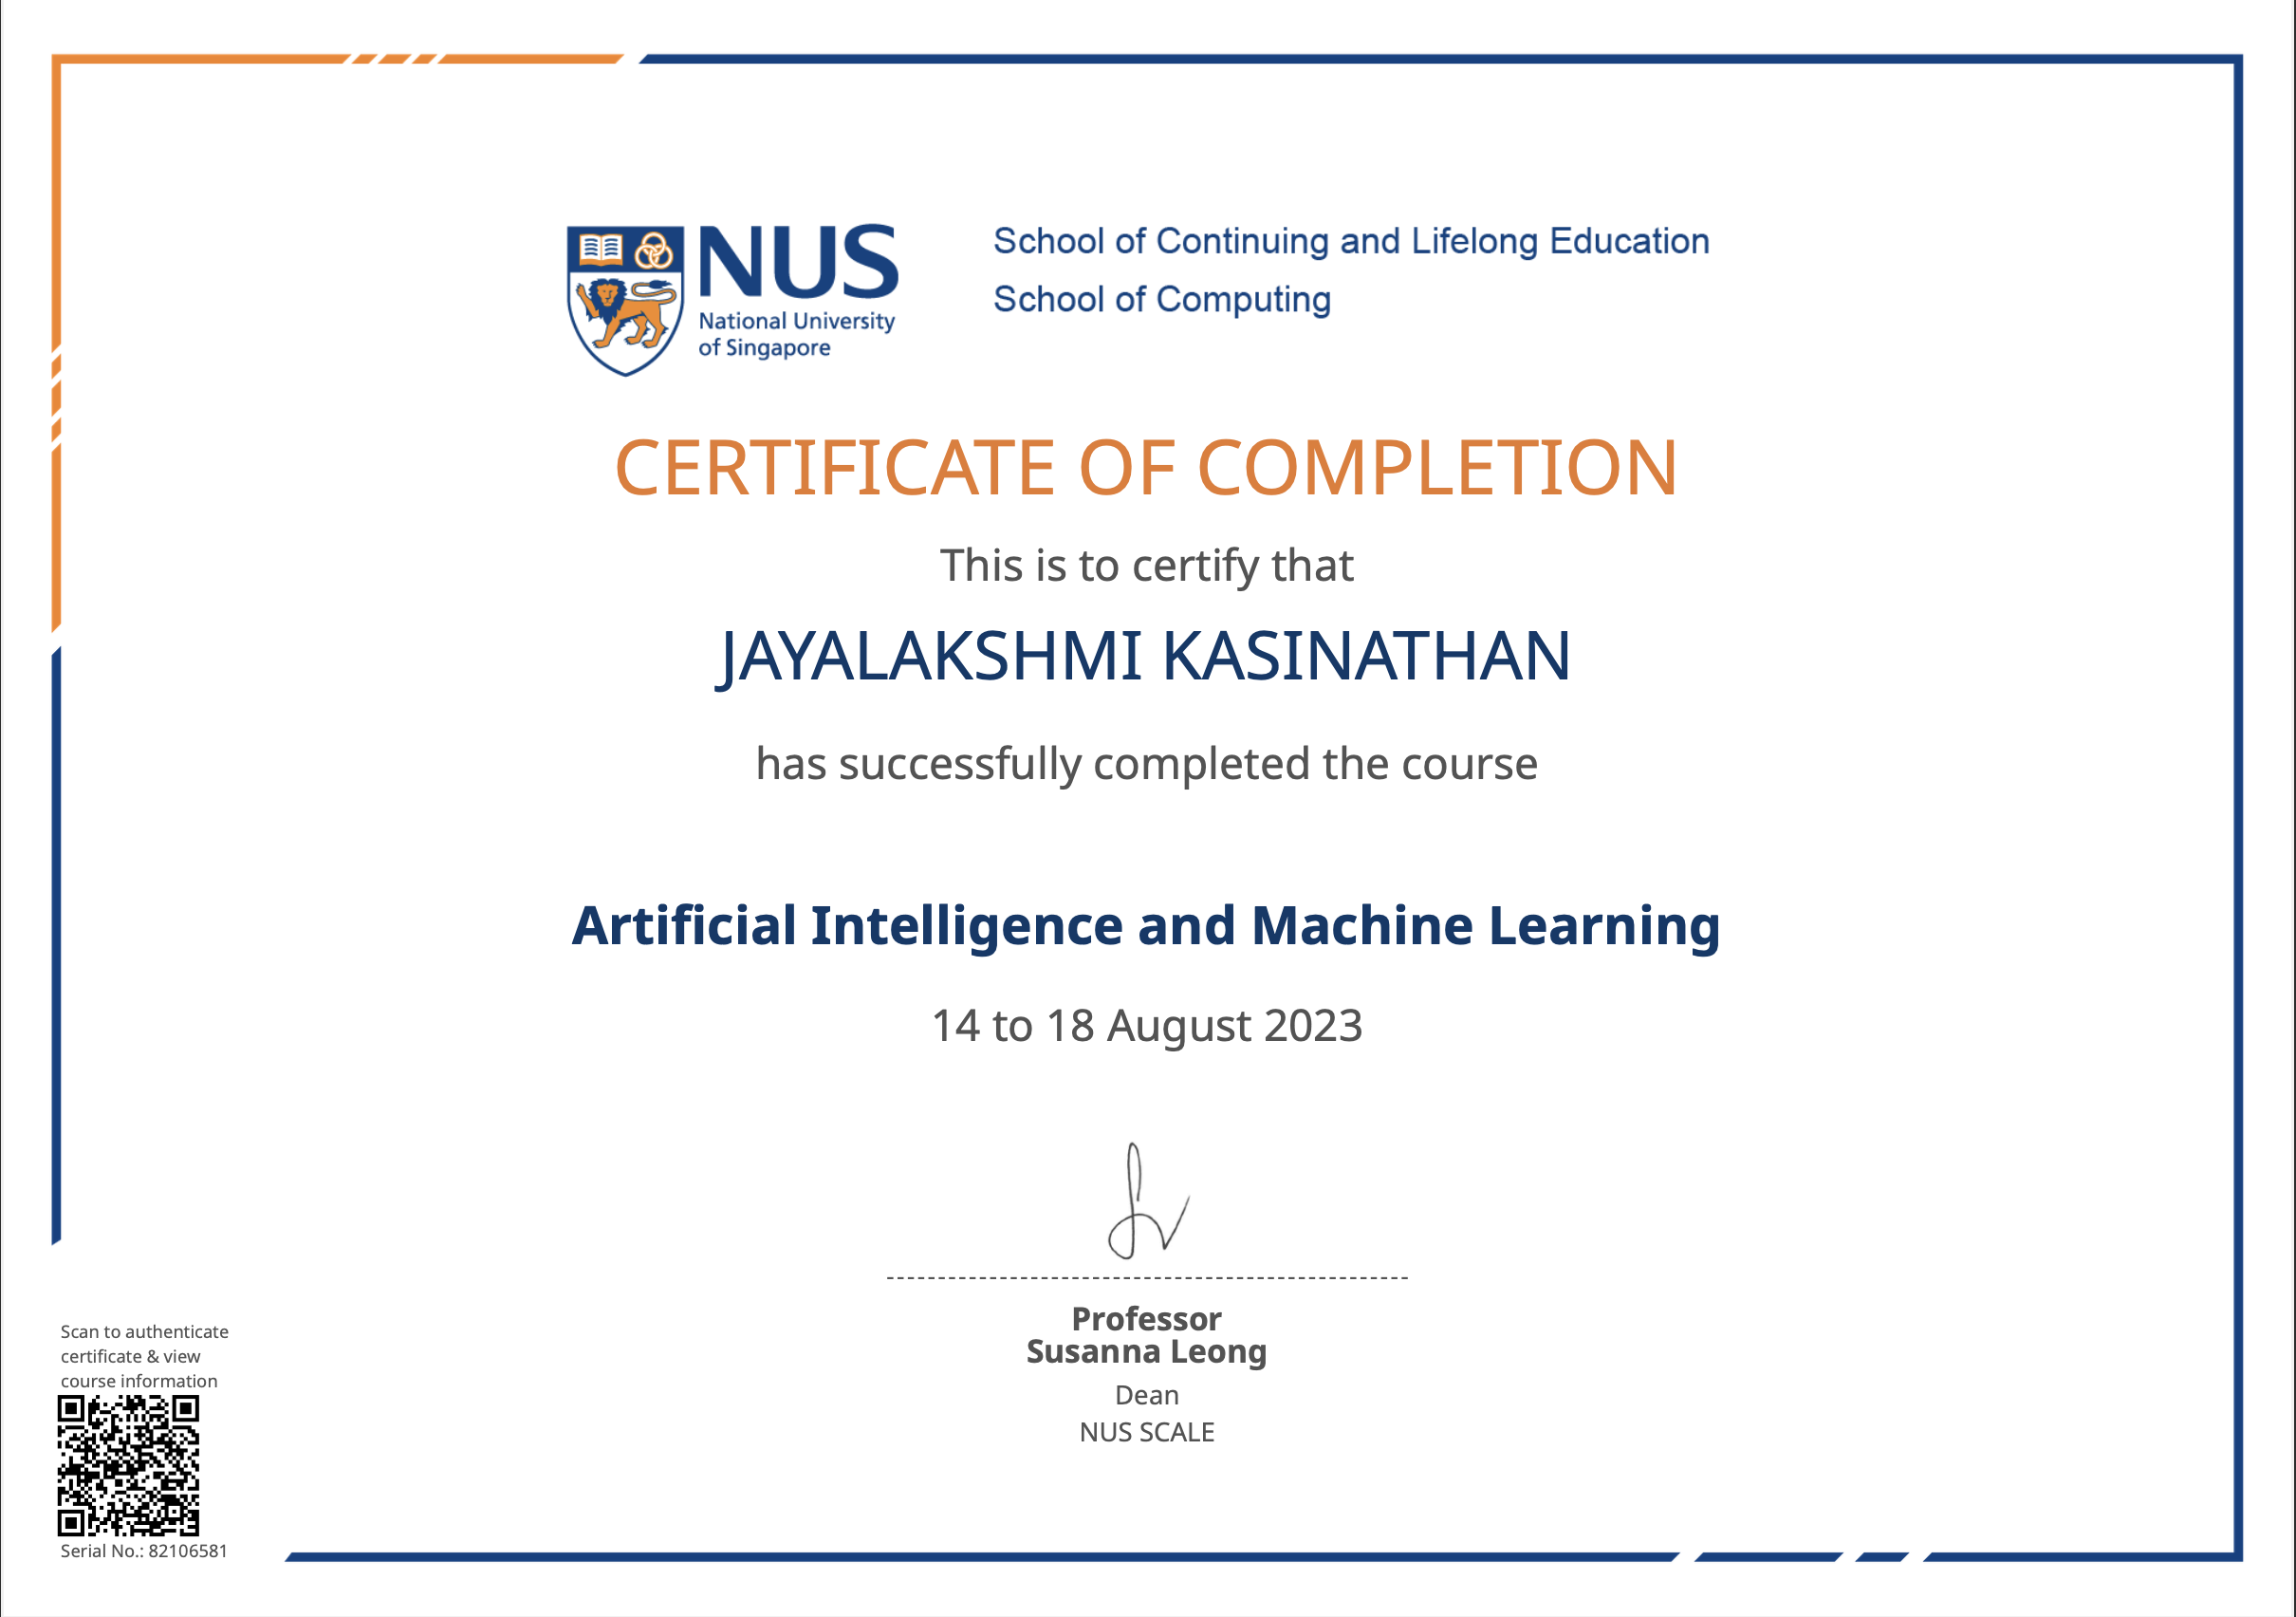 NUS
National University
of Singapore
School of Continuing and Lifelong Education
School of Computing
CERTIFICATE OF COMPLETION
This is to certify that
JAYALAKSHMI KASINATHAN
has successfully completed the course
Artificial Intelligence and Machine Learning
14 to 18 August 2023
Professor
Susanna Leong
Dean
NUS SCALE
Scan to authenticate
certificate & view
course information
Serial No.: 82106581